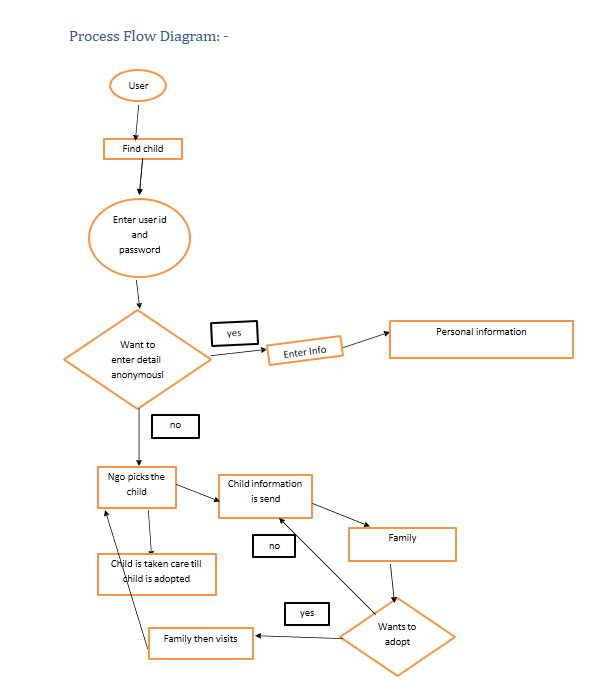 Process Flow Diagram: -
User
Find child
Enter user id
and
password
Want to
enter detail
anonymousl
yes
Enter Info
Personal information
no
Ngo picks the
child
Child information
is send
Family
no
Child is taken care till
child is adopted
yes
Wants to
adopt
Family then visits